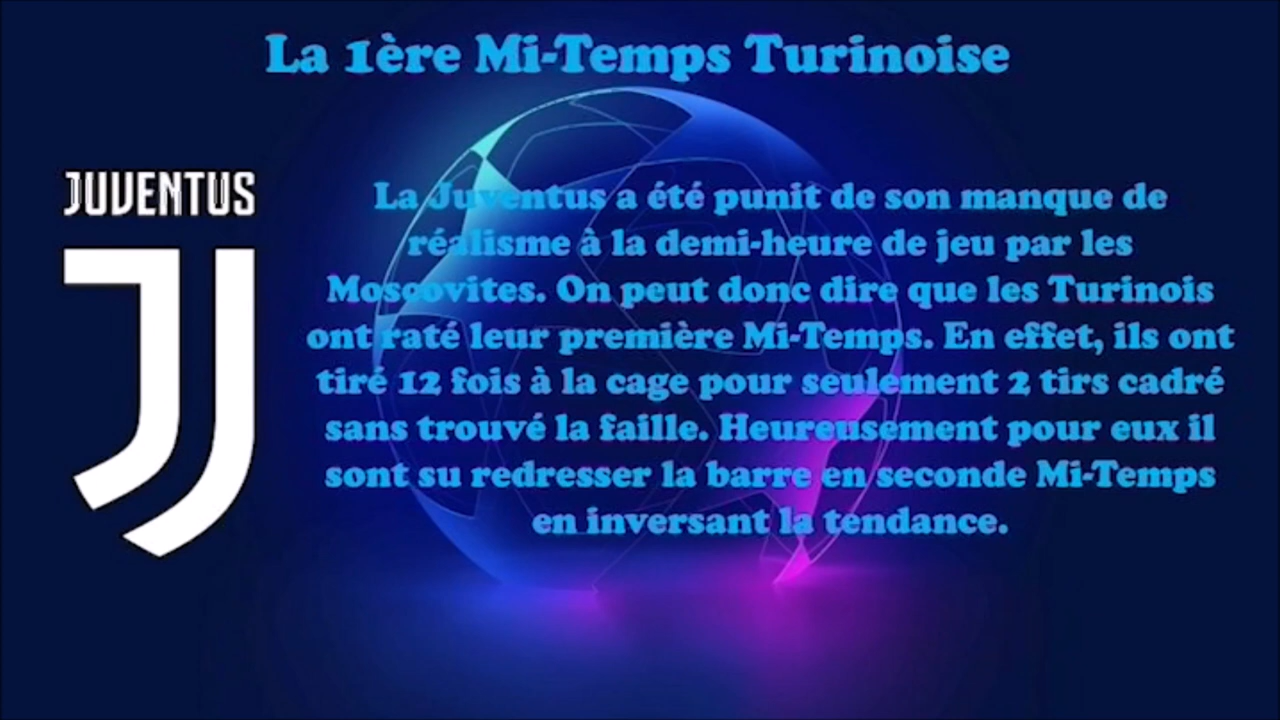 La 1ère Mi-Temps Turinoise
JUVENTUS
La Juventus a été punit de son manque de
réalisme à la demi-heure de jeu par les
Moscovites. On peut donc dire que les Turinois
ont raté leur première Mi-Temps. En effet, ils ont
tiré 12 fois à la cage pour seulement 2 tirs cadré
sans trouvé la faille. Heureusement pour eux il
sont su redresser la barre en seconde Mi-Temps
en inversant la tendance.